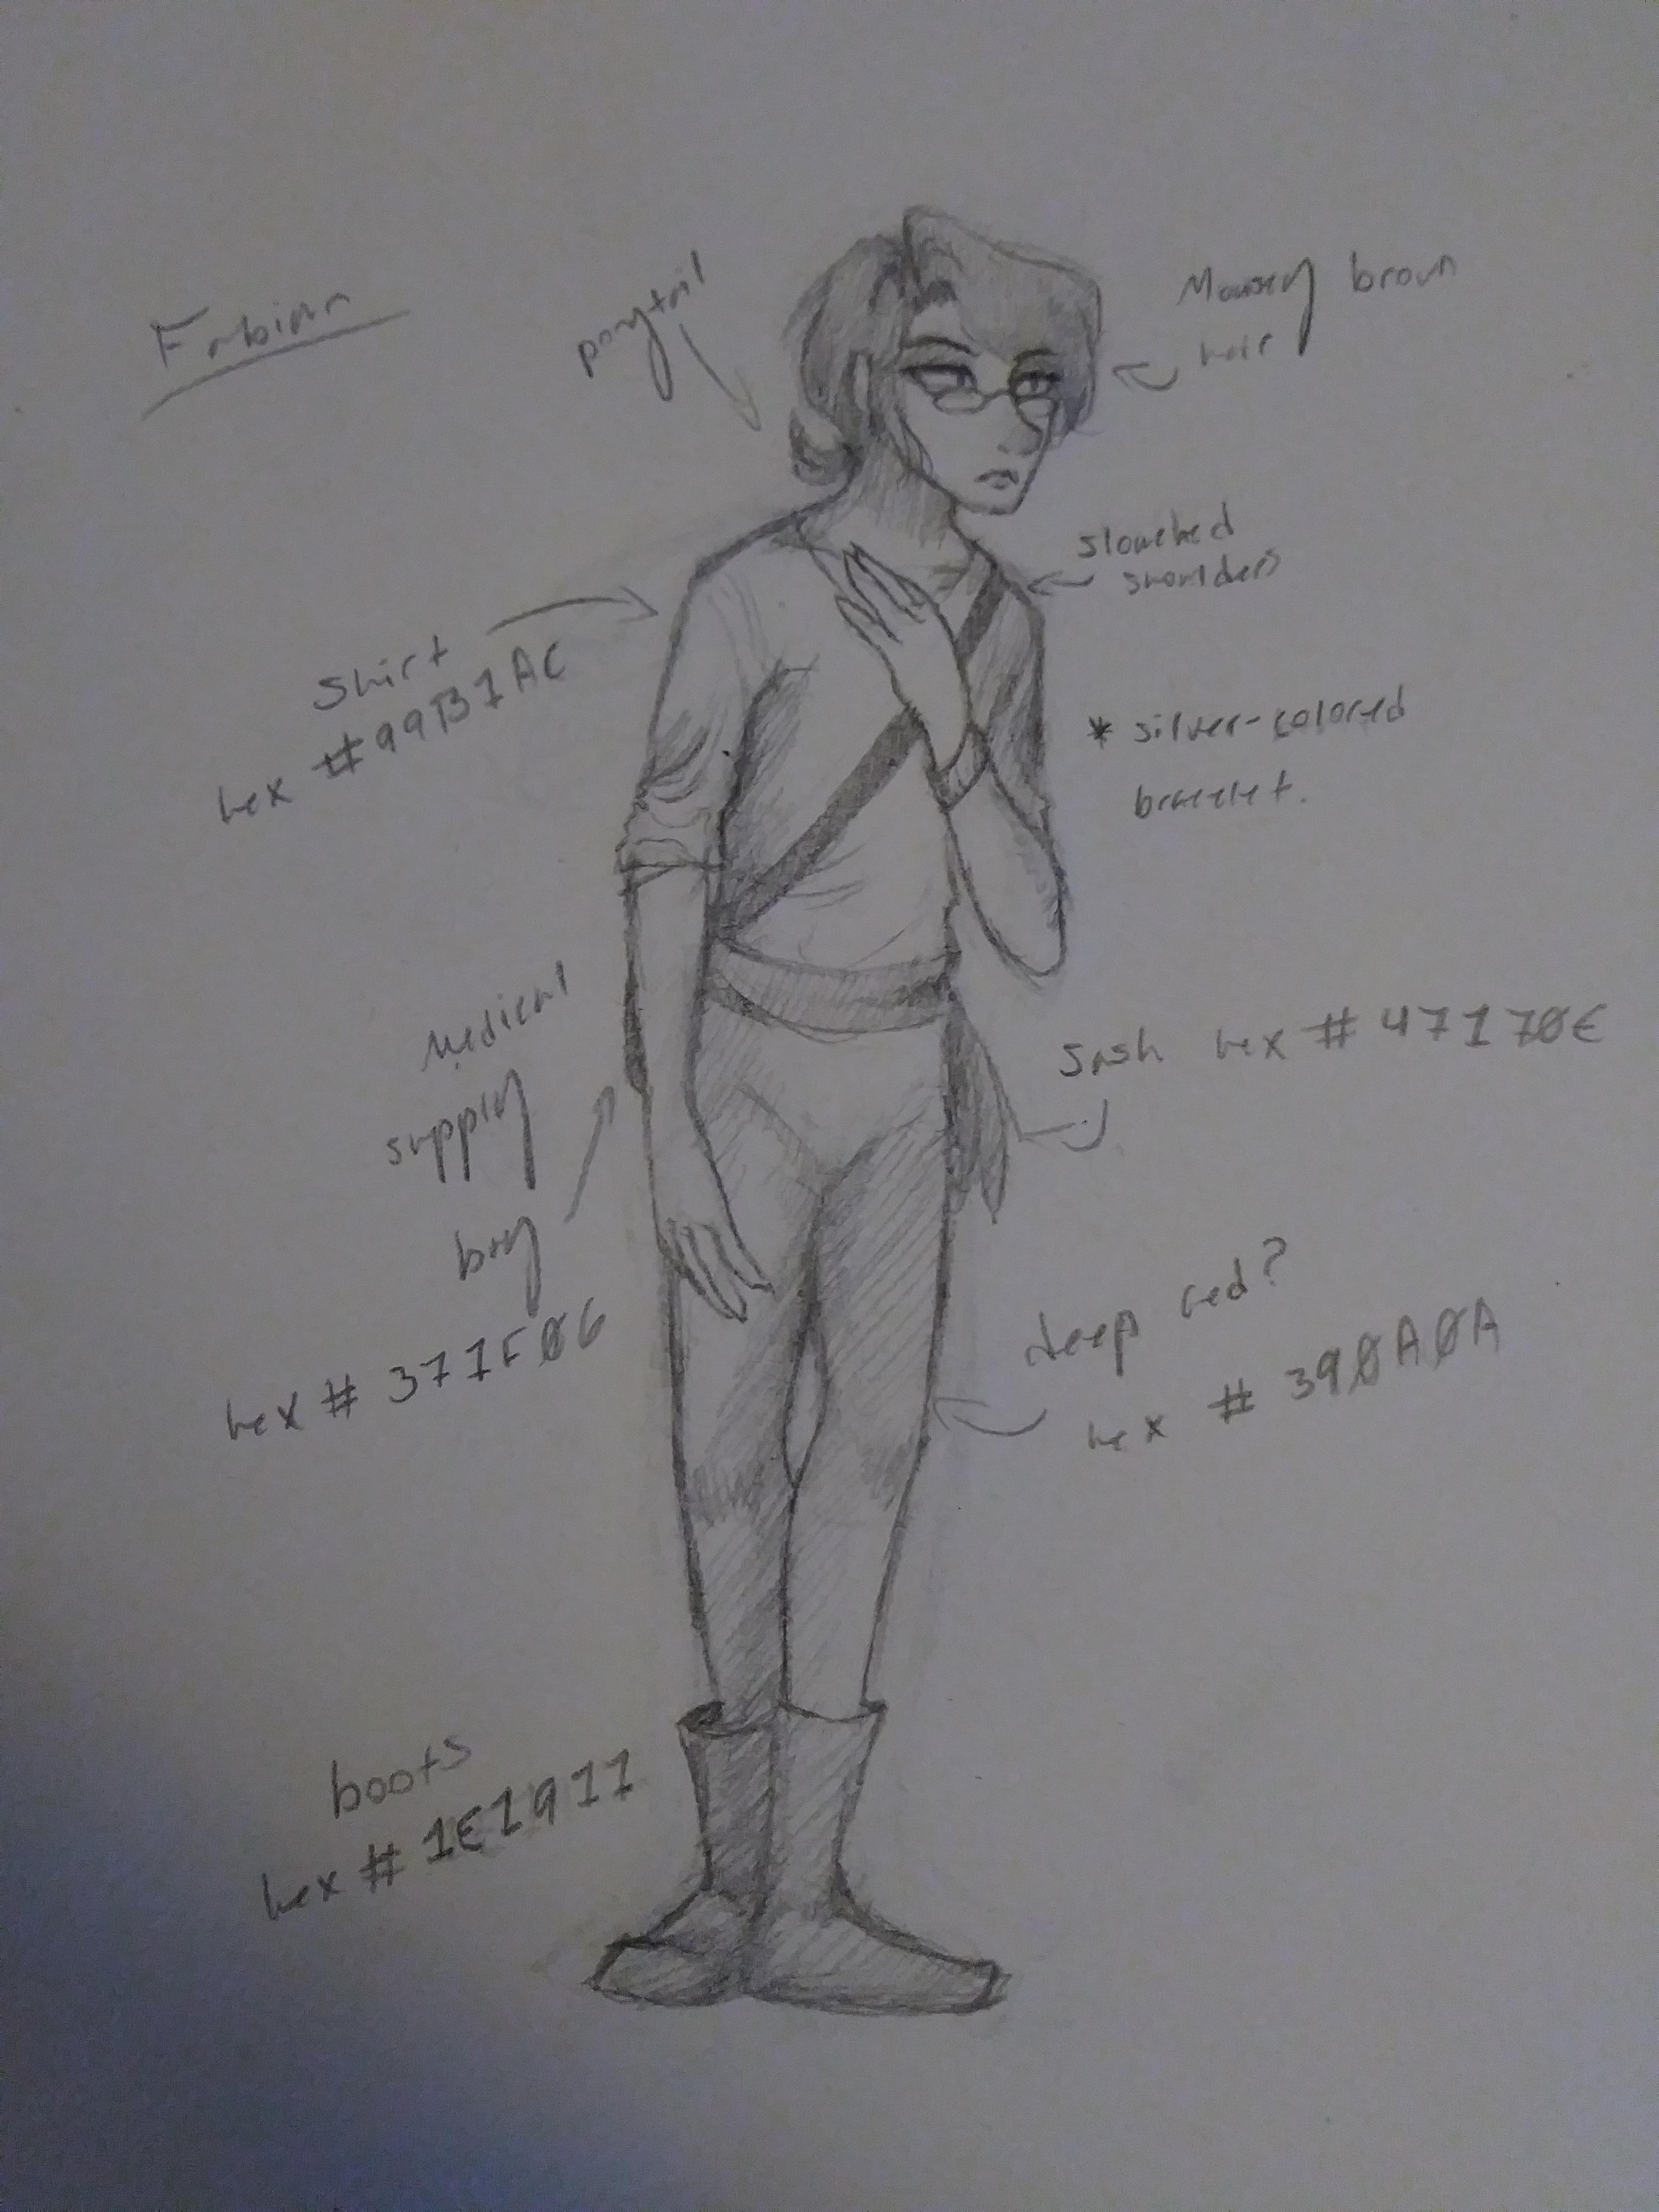 Fabian
ponytail
Mousey brown
hair
slouched
shoulders
shirt
hex #99B1AC
* silver-colored
bracelet.
Medical
supply
bag
hex # 371F06
Sash hex # 47170E
deep red?
hex # 390A0A
boots
hex # 1E1911